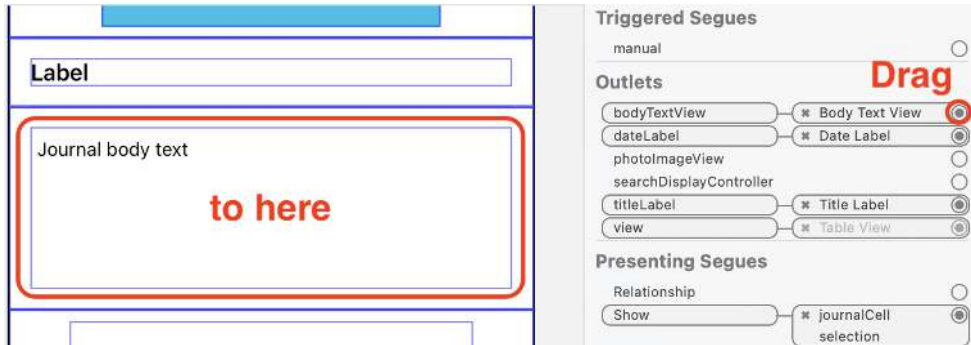 Label
Journal body text
to here
Triggered Segues
manual
Drag
Outlets
bodyTextView Body Text View
dateLabel Date Label
photoImageView
searchDisplayController
titleLabel Title Label
view Table View
Presenting Segues
Relationship
Show journalCell
selection